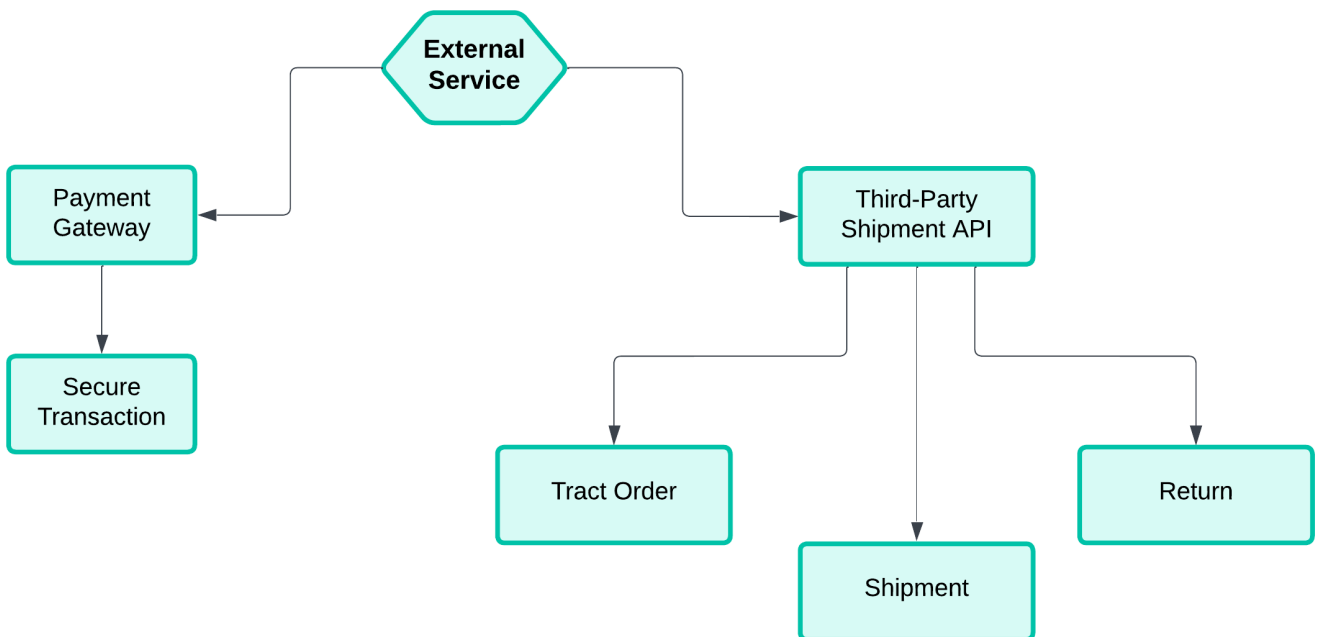 External
Service
Payment
Gateway
Third-Party
Shipment API
Secure
Transaction
Tract Order
Return
Shipment